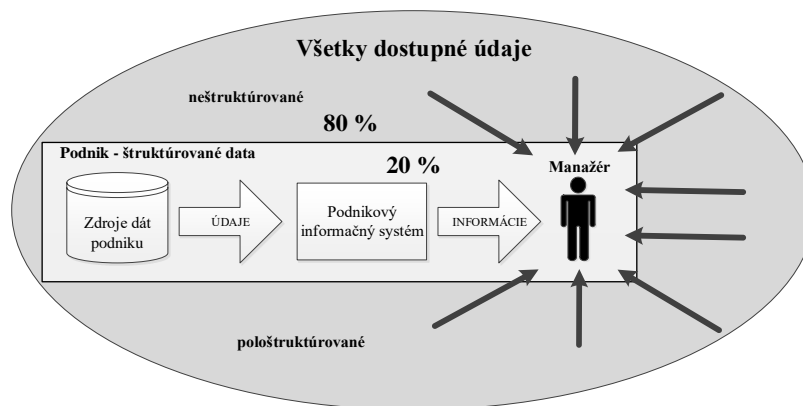 Všetky dostupné údaje
neštruktúrované
80 %
Podnik - štruktúrované data
20 %
Manažér
Zdroje dát
podniku
ÚDAJE
Podnikový
informačný systém
INFORMÁCIE
pološtruktúrované